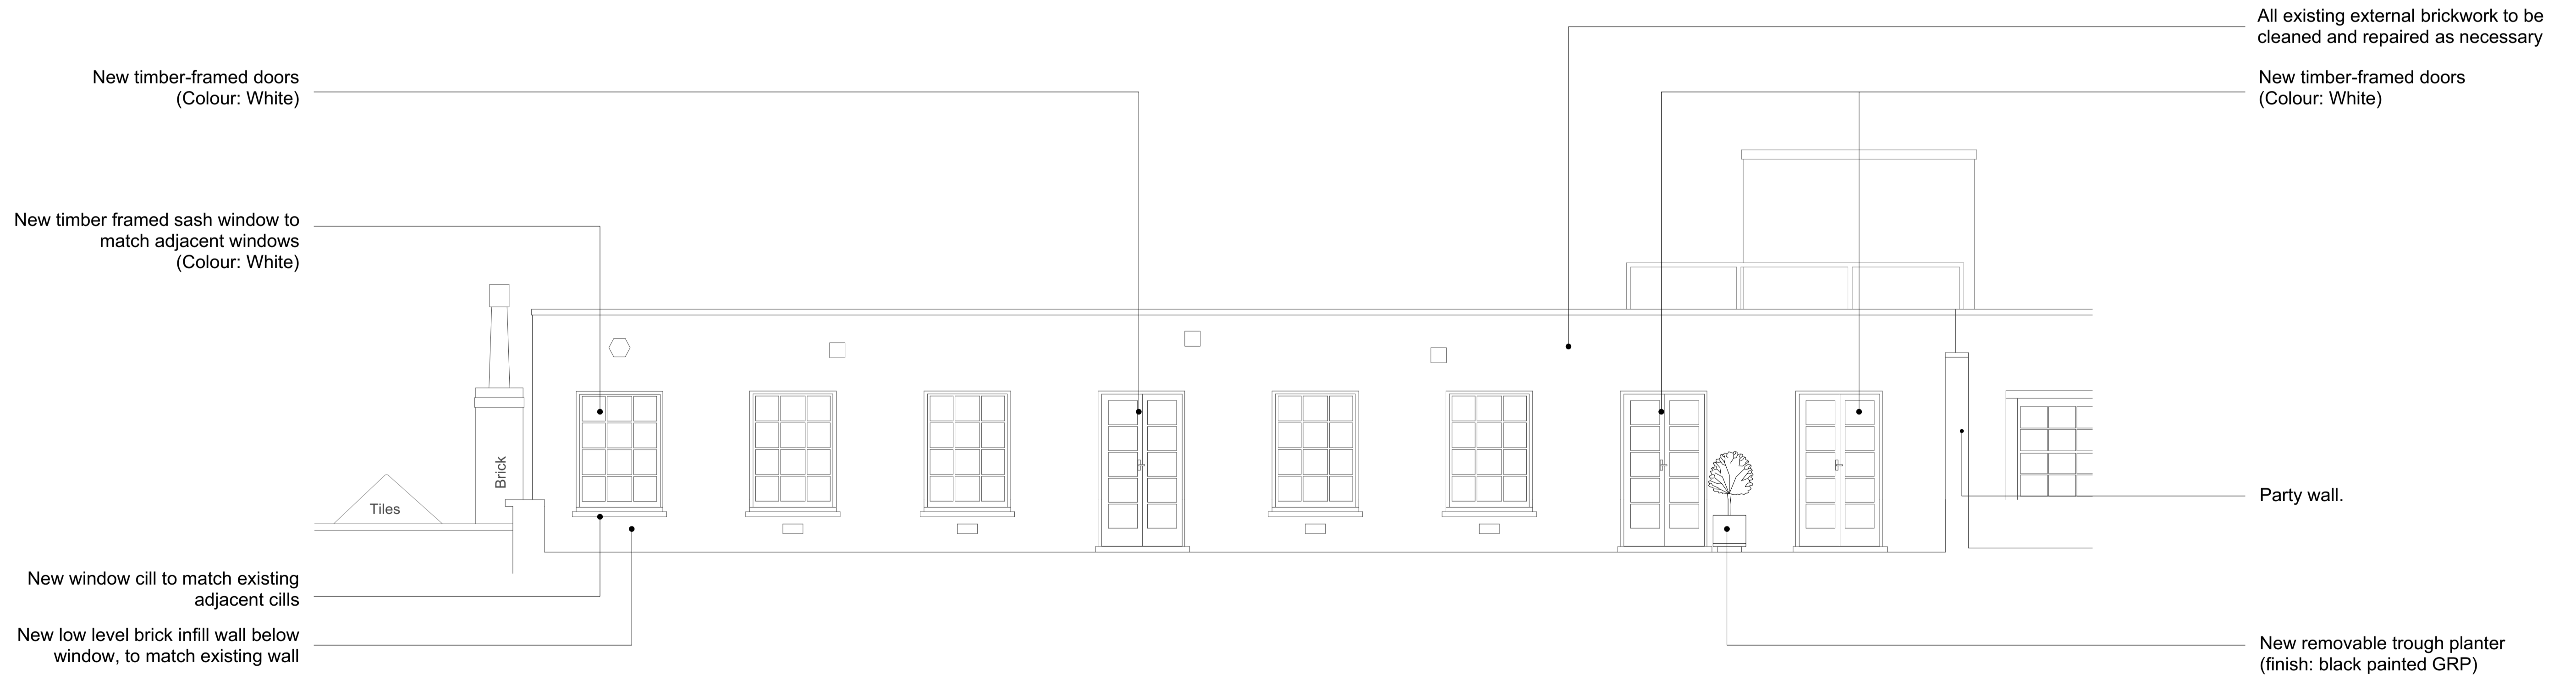 All existing external brickwork to be
cleaned and repaired as necessary
New timber-framed doors
(Colour: White)
New timber-framed doors
(Colour: White)
New timber framed sash window to
match adjacent windows
(Colour: White)
Brick
Tiles
Party wall.
New window cill to match existing
adjacent cills
New low level brick infill wall below
window, to match existing wall
New removable trough planter
(finish: black painted GRP)